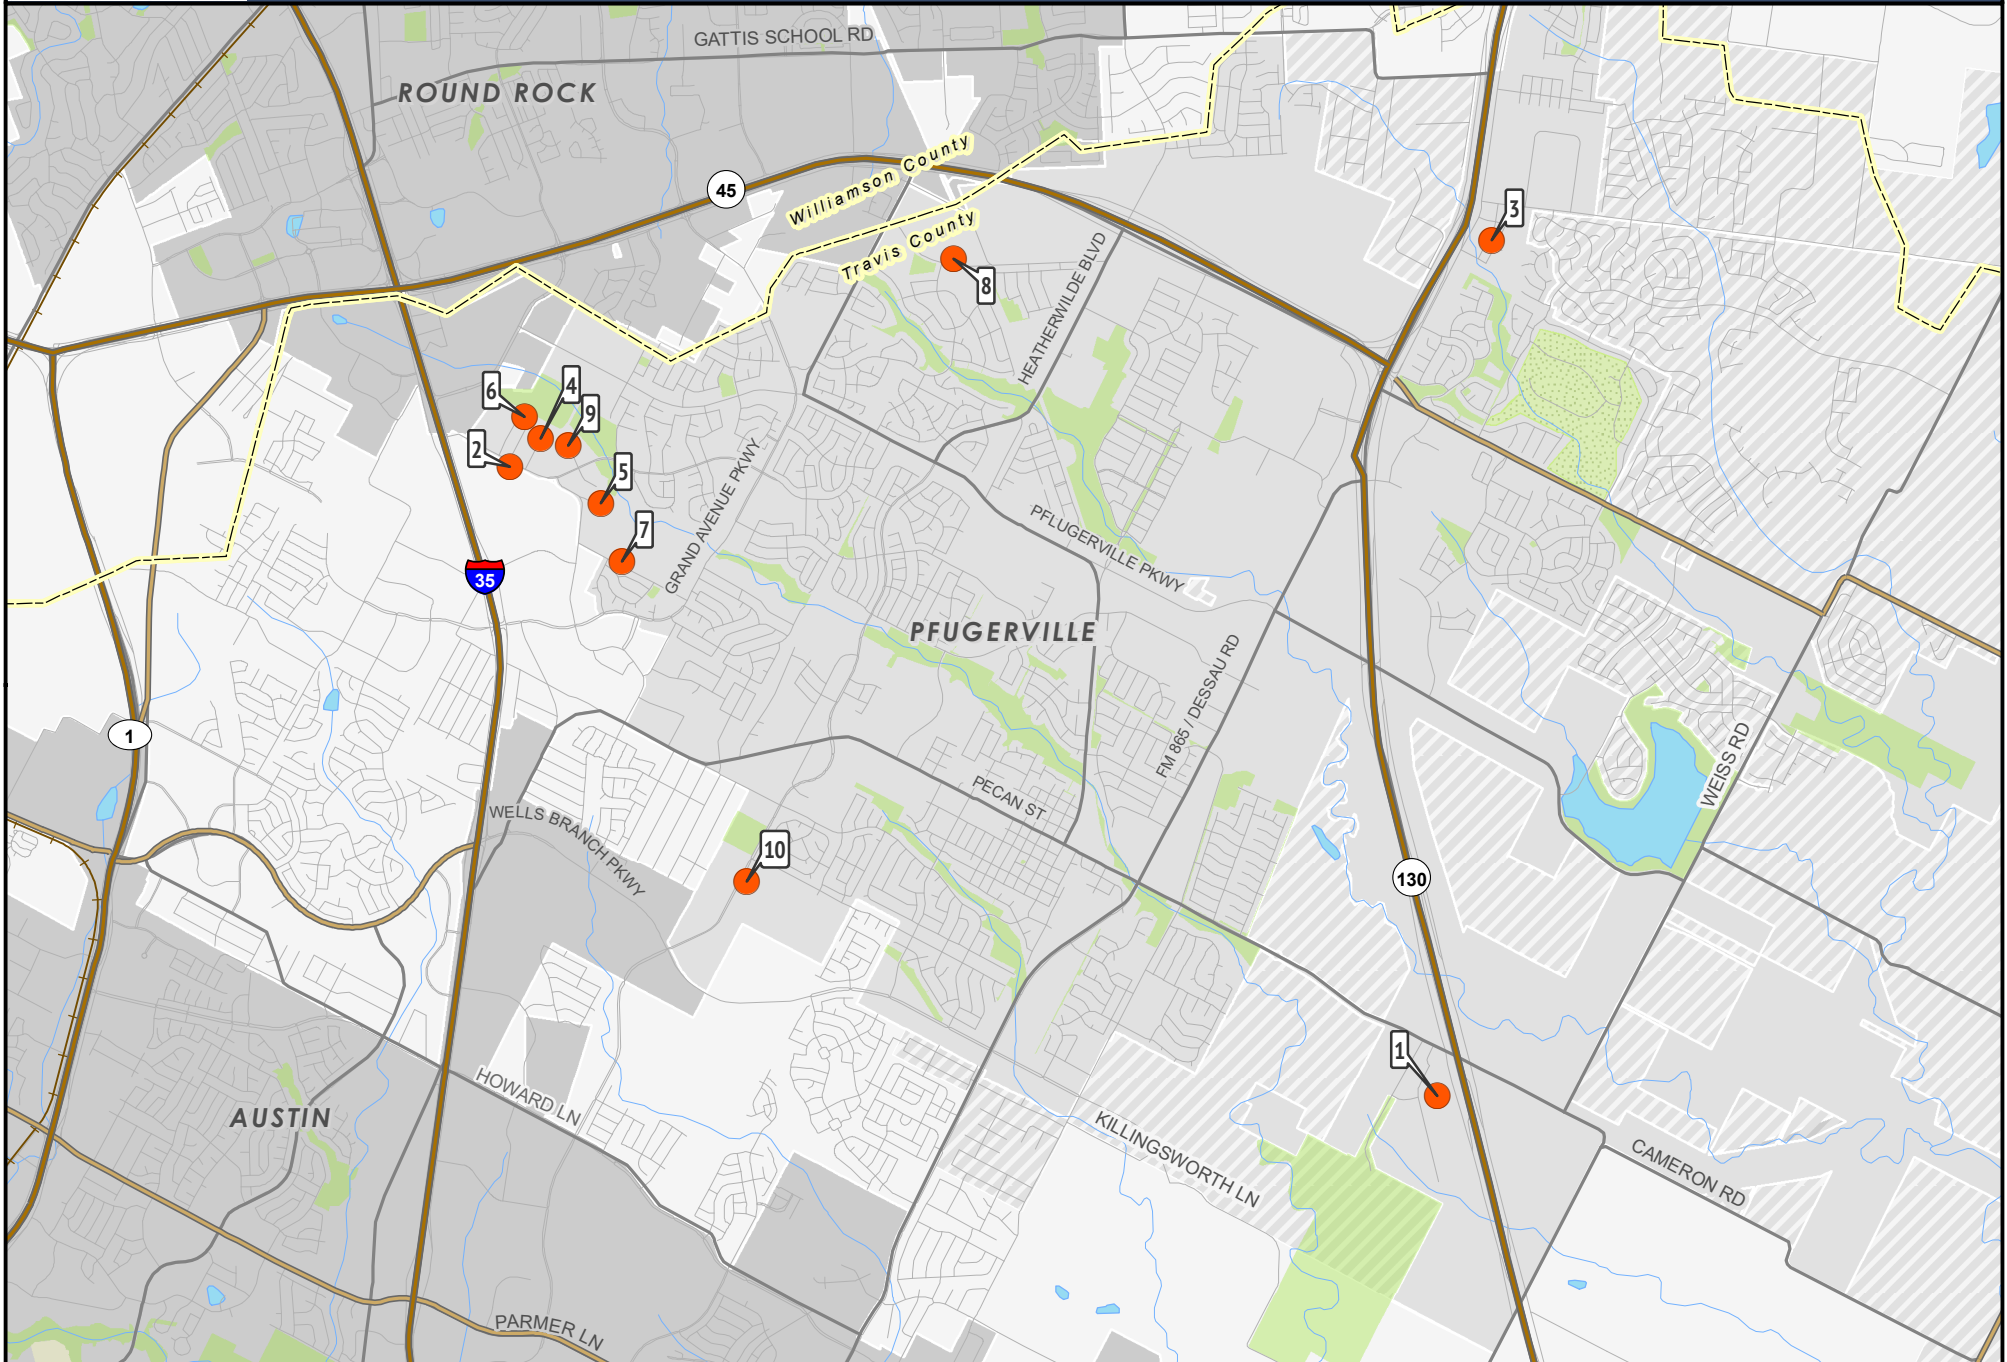 GATTIS SCHOOL RD
ROUND ROCK
Williamson County
45
3
Travis County
8
HEATHERWILDE BLVD
6
4
9
2
5
GRAND AVENUE PKWY
7
PFLUGERVILLE PKWY
35
PFUGERVILLE
FM 865 / DESSAU RD
1
WEISS RD
PECAN ST
WELLS BRANCH PKWY
10
130
1
HOWARD LN
AUSTIN
KILLINGSWORTH LN
CAMERON RD
PARMER LN